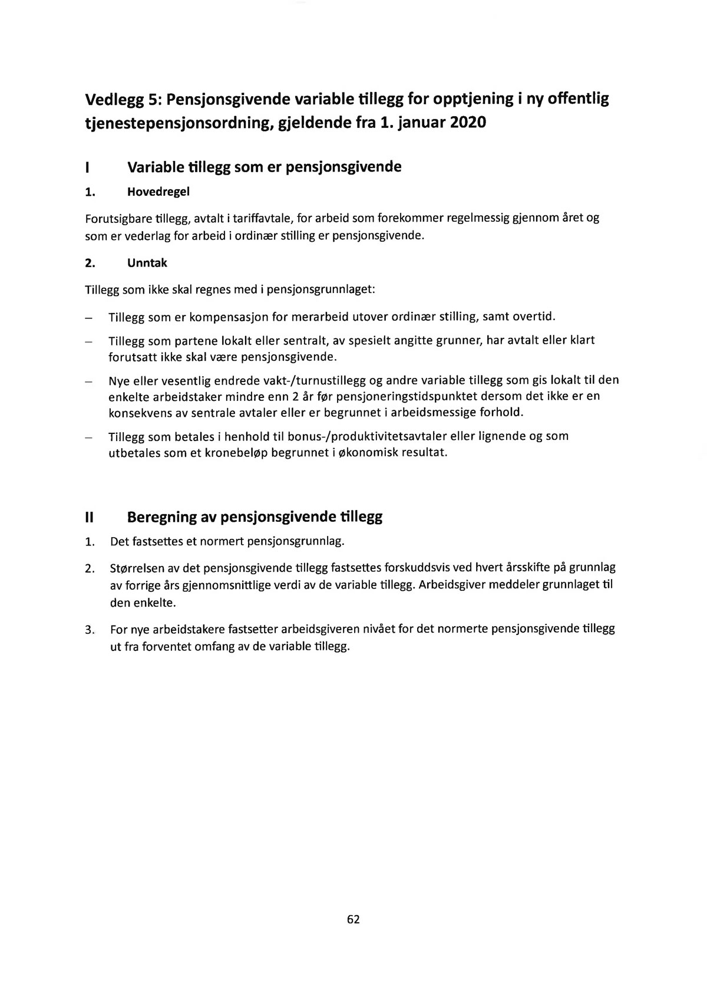 Vedlegg 5: Pensjonsgivende variable tillegg for opptjening i ny offentlig
tjenestepensjonsordning, gjeldende fra 1. januar 2020
I Variable tillegg som er pensjonsgivende
1. Hovedregel
Forutsigbare tillegg, avtalt i tariffavtale, for arbeid som forekommer regelmessig gjennom året og
som er vederlag for arbeid i ordinær stilling er pensjonsgivende.
2. Unntak
Tillegg som ikke skal regnes med i pensjonsgrunnlaget:
– Tillegg som er kompensasjon for merarbeid utover ordinær stilling, samt overtid.
– Tillegg som partene lokalt eller sentralt, av spesielt angitte grunner, har avtalt eller klart
forutsatt ikke skal være pensjonsgivende.
– Nye eller vesentlig endrede vakt-/turnustillegg og andre variable tillegg som gis lokalt til den
enkelte arbeidstaker mindre enn 2 år før pensjoneringstidspunktet dersom det ikke er en
konsekvens av sentrale avtaler eller er begrunnet i arbeidsmessige forhold.
– Tillegg som betales i henhold til bonus-/produktivitetsavtaler eller lignende og som
utbetales som et kronebeløp begrunnet i økonomisk resultat.
II Beregning av pensjonsgivende tillegg
1. Det fastsettes et normert pensjonsgrunnlag.
2. Størrelsen av det pensjonsgivende tillegg fastsettes forskuddsvis ved hvert årsskifte på grunnlag
av forrige års gjennomsnittlige verdi av de variable tillegg. Arbeidsgiver meddeler grunnlaget til
den enkelte.
3. For nye arbeidstakere fastsetter arbeidsgiveren nivået for det normerte pensjonsgivende tillegg
ut fra forventet omfang av de variable tillegg.
62